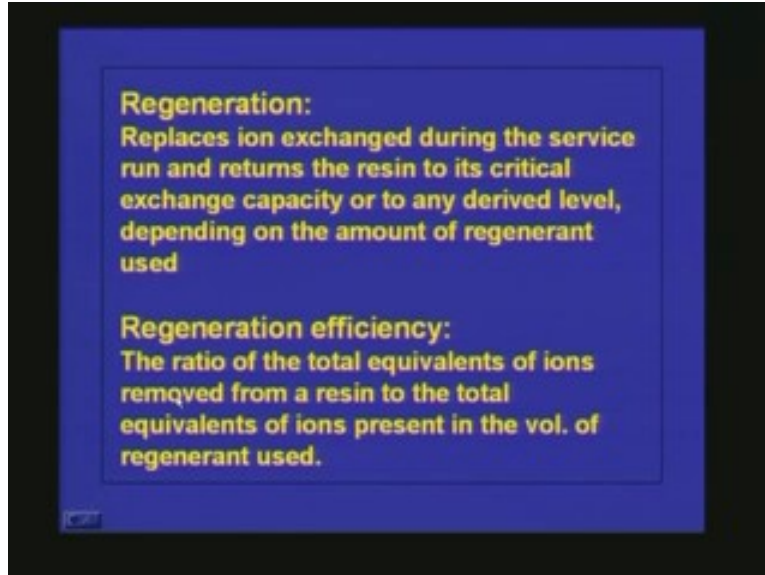 Regeneration:
Replaces ion exchanged during the service
run and returns the resin to its critical
exchange capacity or to any derived level,
depending on the amount of regenerant
used
Regeneration efficiency:
The ratio of the total equivalents of ions
removed from a resin to the total
equivalents of ions present in the vol. of
regenerant used.